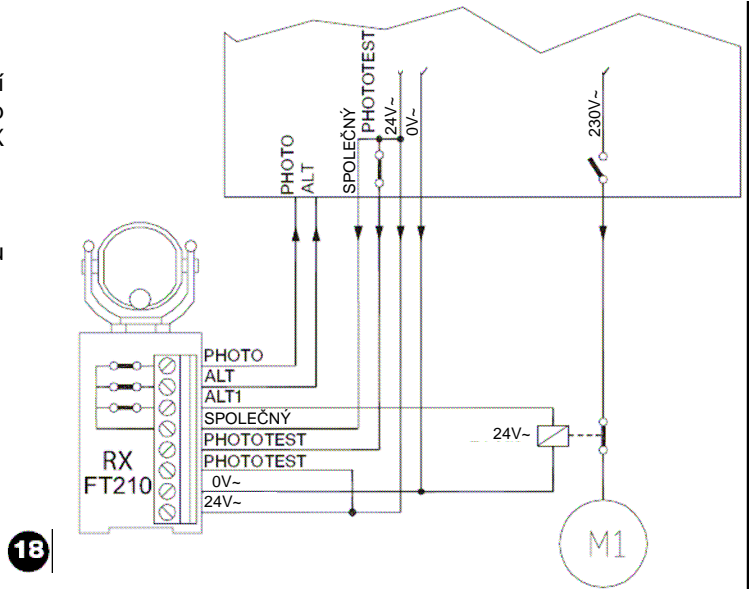 í
K
u
PHOTO
ALT
SPOLEČNÝ
PHOTOTEST
24V~
0V~
230V~
PHOTO
ALT
ALT1
SPOLEČNÝ
PHOTOTEST
PHOTOTEST
0V~
24V~
RX
FT210
24V~
M1
18